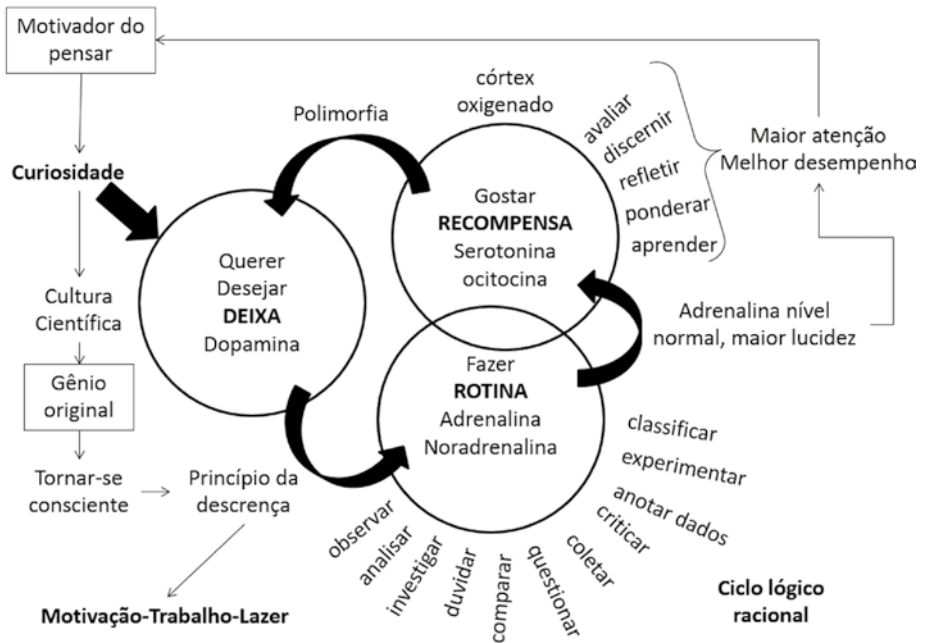 Motivador do
pensar
Curiosidade
Cultura
Científica
Gênio
original
Tornar-se
consciente
Princípio da
descrença
Motivação-Trabalho-Lazer
Polimorfia
Querer
Desejar
DEIXA
Dopamina
córtex
oxigenado
Gostar
RECOMPENSA
Serotonina
ocitocina
avaliar
discernir
refletir
ponderar
aprender
Maior atenção
Melhor desempenho
Adrenalina nível
normal, maior lucidez
Fazer
ROTINA
Adrenalina
Noradrenalina
observar
analisar
investigar
duvidar
comparar
questionar
coletar
criticar
anotar dados
experimentar
classificar
Ciclo lógico
racional